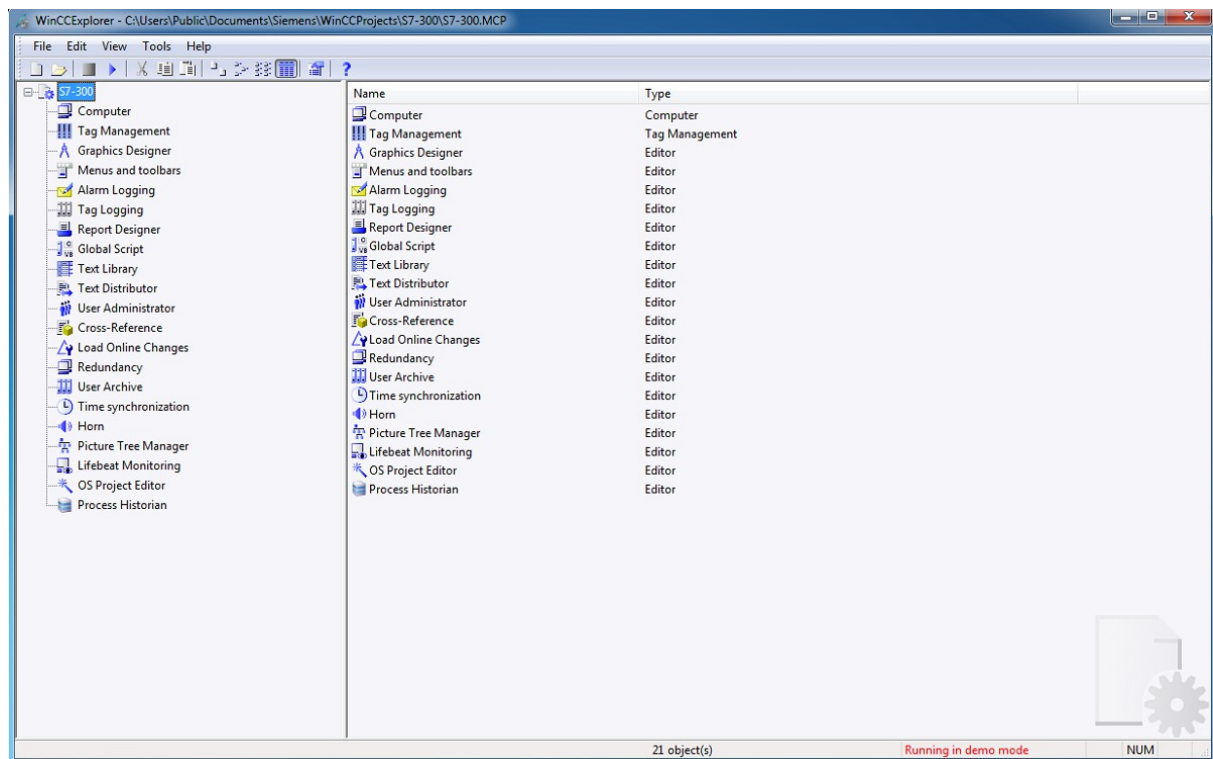 WinCCExplorer - C:\Users\Public\Documents\Siemens\WinCCProjects\S7-300\S7-300.MCP
File Edit View Tools Help
S7-300
Computer
Tag Management
Graphics Designer
Menus and toolbars
Alarm Logging
Tag Logging
Report Designer
Global Script
Text Library
Text Distributor
User Administrator
Cross-Reference
Load Online Changes
Redundancy
User Archive
Time synchronization
Horn
Picture Tree Manager
Lifebeat Monitoring
OS Project Editor
Process Historian
Name Type
Computer Computer
Tag Management Tag Management
Graphics Designer Editor
Menus and toolbars Editor
Alarm Logging Editor
Tag Logging Editor
Report Designer Editor
Global Script Editor
Text Library Editor
Text Distributor Editor
User Administrator Editor
Cross-Reference Editor
Load Online Changes Editor
Redundancy Editor
User Archive Editor
Time synchronization Editor
Horn Editor
Picture Tree Manager Editor
Lifebeat Monitoring Editor
OS Project Editor Editor
Process Historian Editor
21 object(s) Running in demo mode NUM